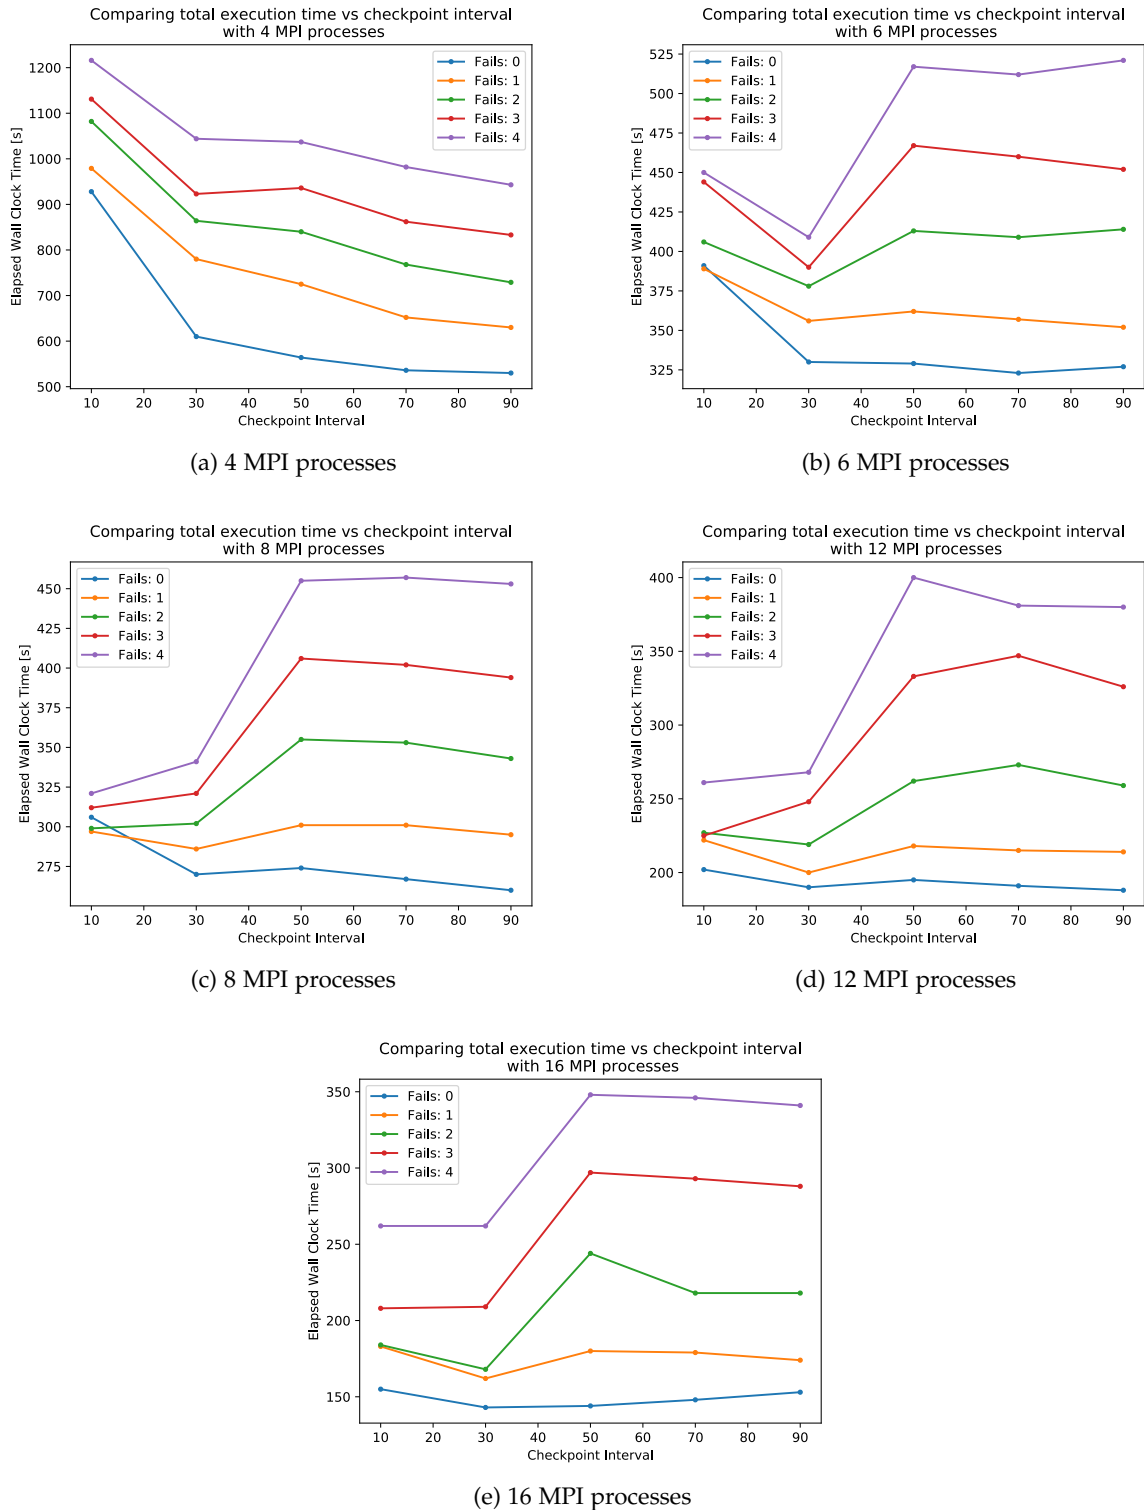 Comparing total execution time vs checkpoint interval
with 4 MPI processes
1200
1100
1000
900
800
700
600
500
Elapsed Wall Clock Time [s]
Fails: 0
Fails: 1
Fails: 2
Fails: 3
Fails: 4
10 20 30 40 50 60 70 80 90
Checkpoint Interval
(a) 4 MPI processes
Comparing total execution time vs checkpoint interval
with 6 MPI processes
525
500
475
450
425
400
375
350
325
Elapsed Wall Clock Time [s]
Fails: 0
Fails: 1
Fails: 2
Fails: 3
Fails: 4
10 20 30 40 50 60 70 80 90
Checkpoint Interval
(b) 6 MPI processes
Comparing total execution time vs checkpoint interval
with 8 MPI processes
450
425
400
375
350
325
300
275
Elapsed Wall Clock Time [s]
Fails: 0
Fails: 1
Fails: 2
Fails: 3
Fails: 4
10 20 30 40 50 60 70 80 90
Checkpoint Interval
(c) 8 MPI processes
Comparing total execution time vs checkpoint interval
with 12 MPI processes
400
350
300
250
200
Elapsed Wall Clock Time [s]
Fails: 0
Fails: 1
Fails: 2
Fails: 3
Fails: 4
10 20 30 40 50 60 70 80 90
Checkpoint Interval
(d) 12 MPI processes
Comparing total execution time vs checkpoint interval
with 16 MPI processes
350
300
250
200
150
Elapsed Wall Clock Time [s]
Fails: 0
Fails: 1
Fails: 2
Fails: 3
Fails: 4
10 20 30 40 50 60 70 80 90
Checkpoint Interval
(e) 16 MPI processes